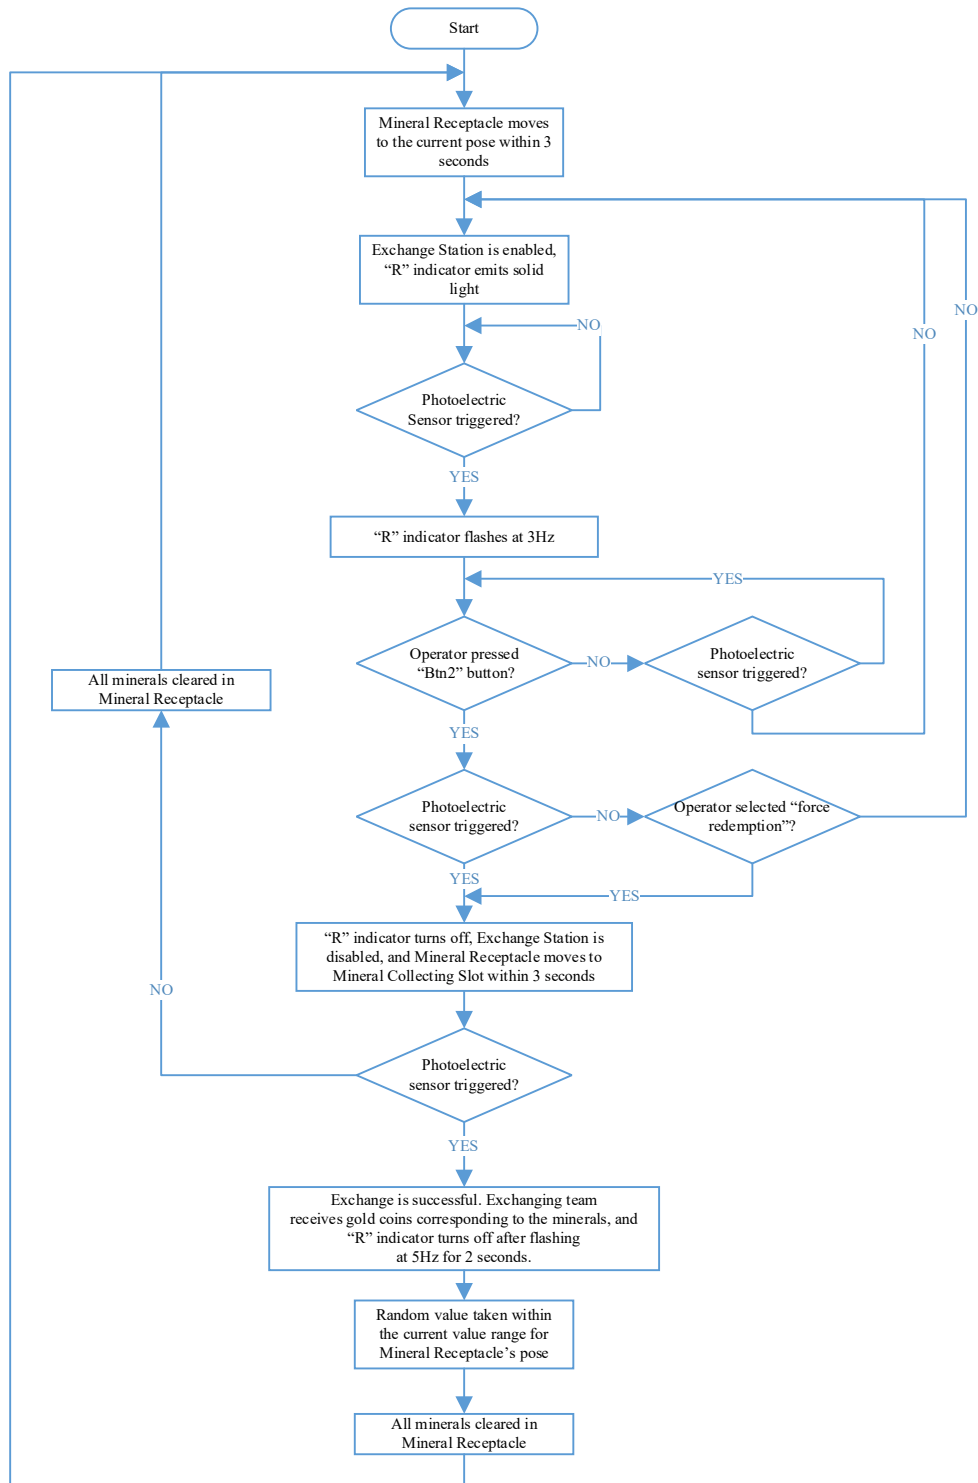 Start
Mineral Receptacle moves
to the current pose within 3
seconds
Exchange Station is enabled,
“R” indicator emits solid
light
NO
NO
NO
Photoelectric
Sensor triggered?
YES
“R” indicator flashes at 3Hz
YES
Operator pressed
“Btn2” button?
NO
Photoelectric
sensor triggered?
All minerals cleared in
Mineral Receptacle
YES
Photoelectric
sensor triggered?
NO
Operator selected “force
redemption”?
YES
YES
“R” indicator turns off, Exchange Station is
disabled, and Mineral Receptacle moves to
Mineral Collecting Slot within 3 seconds
NO
Photoelectric
sensor triggered?
YES
Exchange is successful. Exchanging team
receives gold coins corresponding to the minerals, and
“R” indicator turns off after flashing
at 5Hz for 2 seconds.
Random value taken within
the current value range for
Mineral Receptacle’s pose
All minerals cleared in
Mineral Receptacle